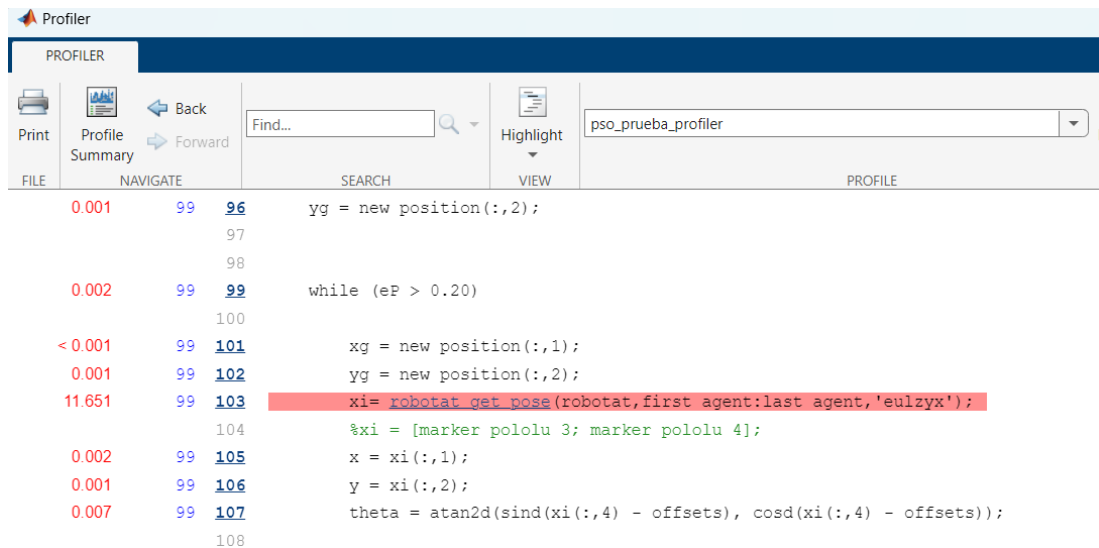 Profiler
PROFILER
Print
Profile
Summary
Back
Forward
Find...
Highlight
pso_prueba_profiler
FILE NAVIGATE SEARCH VIEW PROFILE
0.001 99 96 yg = new position(:,2);
97
98
0.002 99 99 while (eP > 0.20)
100
< 0.001 99 101 xg = new position(:,1);
0.001 99 102 yg = new position(:,2);
11.651 99 103 xi= robotat get pose(robotat,first agent:last agent,'eulzyx');
104 %xi = [marker pololu 3; marker pololu 4];
0.002 99 105 x = xi(:,1);
0.001 99 106 y = xi(:,2);
0.007 99 107 theta = atan2d(sind(xi(:,4) - offsets), cosd(xi(:,4) - offsets));
108